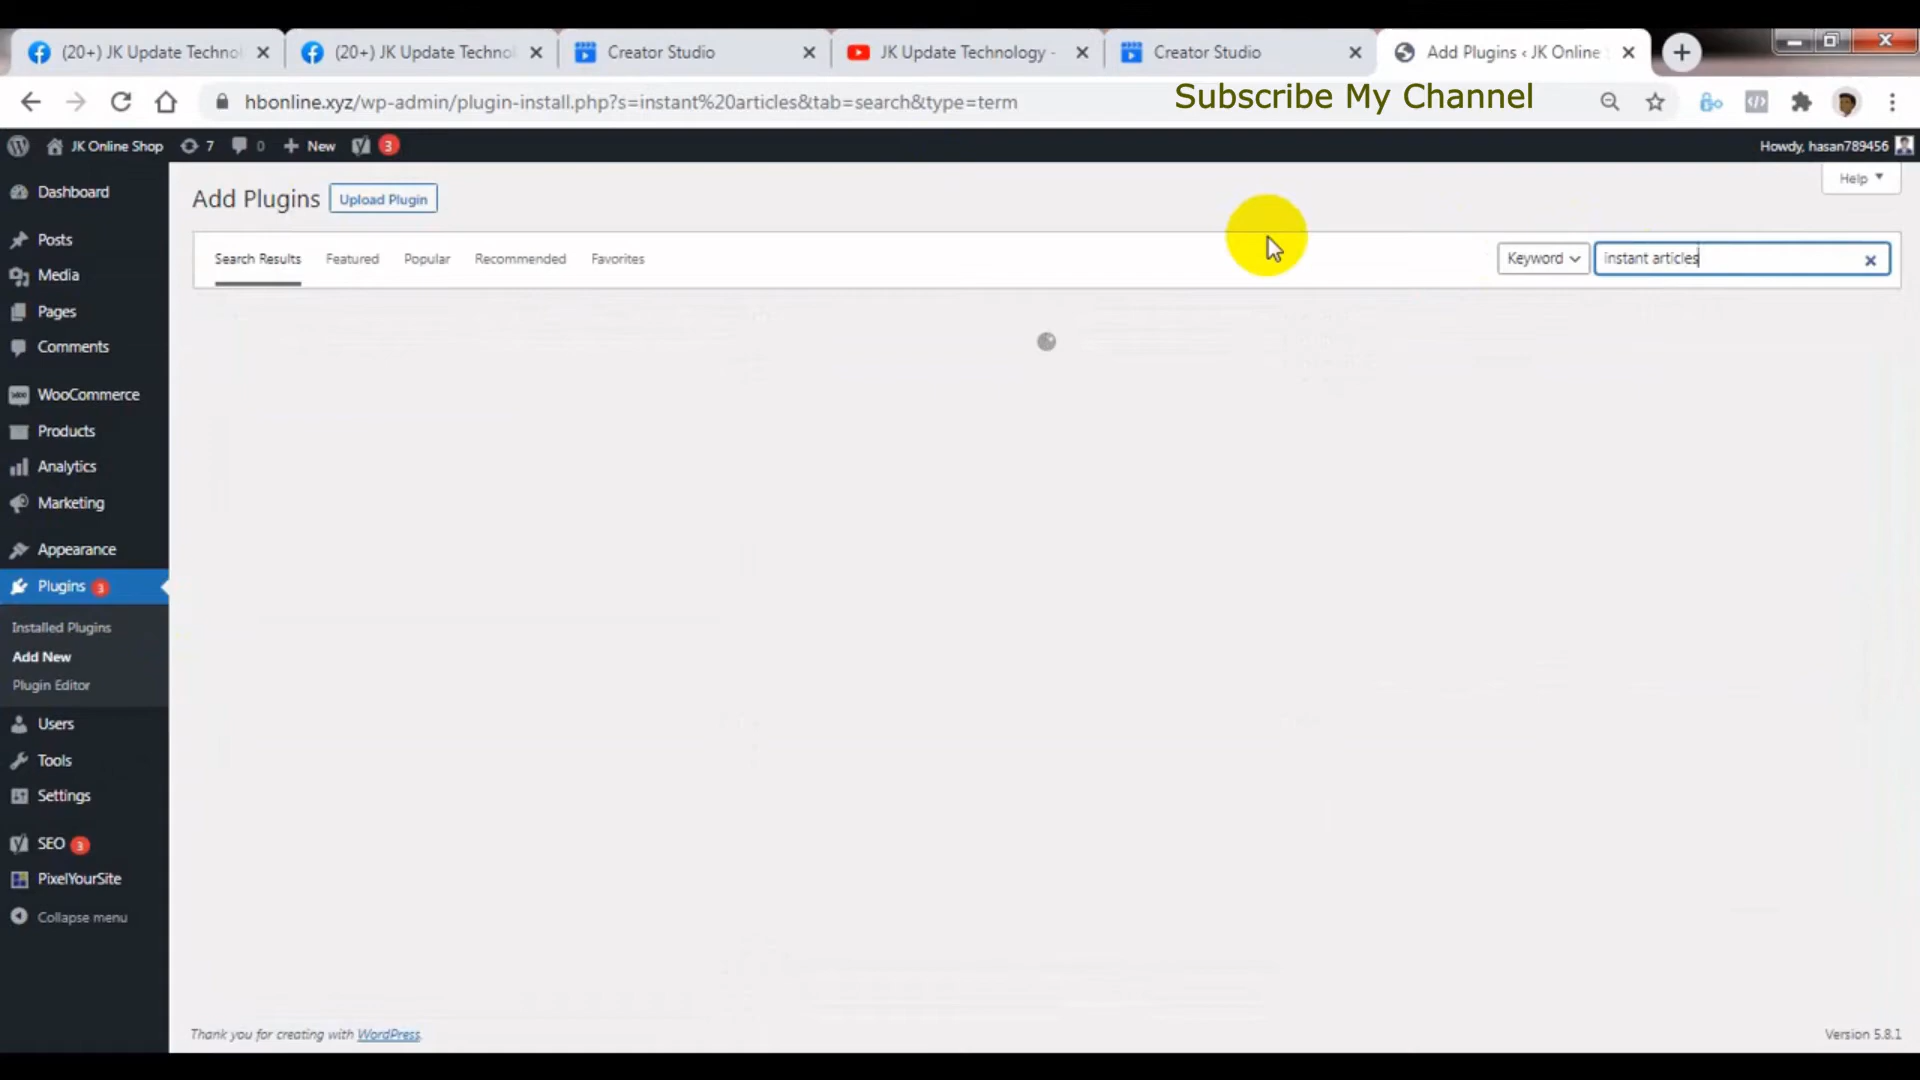 (20+) JK Update Technol
(20+) JK Update Technol
Creator Studio
JK Update Technology -
Creator Studio
Add Plugins ‹ JK Online
hbonline.xyz/wp-admin/plugin-install.php?s=instant%20articles&tab=search&type=term
Subscribe My Channel
JK Online Shop
7
0
New
3
Howdy, hasan789456
Help
Add Plugins
Upload Plugin
Search Results
Featured
Popular
Recommended
Favorites
Keyword
instant articles
Dashboard
Posts
Media
Pages
Comments
WooCommerce
Products
Analytics
Marketing
Appearance
Plugins 3
Installed Plugins
Add New
Plugin Editor
Users
Tools
Settings
SEO 3
PixelYourSite
Collapse menu
Thank you for creating with WordPress.
Version 5.8.1